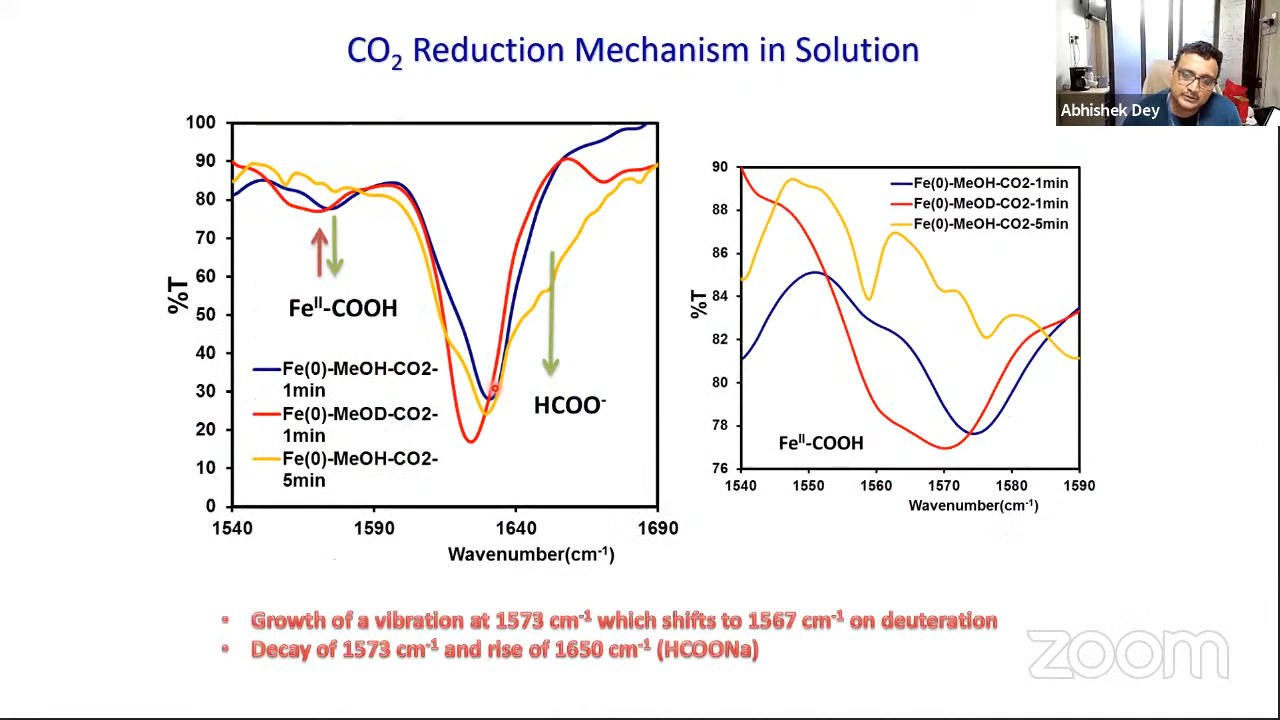 CO2 Reduction Mechanism in Solution
Abhishek Dey
100
90
80
70
60
50
40
30
20
10
0
%T
1540
1590
1640
1690
Wavenumber(cm-1)
FeII-COOH
HCOO-
Fe(0)-MeOH-CO2-
1min
Fe(0)-MeOD-CO2-
1min
Fe(0)-MeOH-CO2-
5min
90
88
86
84
82
80
78
76
%T
1540
1550
1560
1570
1580
1590
Wavenumber(cm-1)
Fe(0)-MeOH-CO2-1min
Fe(0)-MeOD-CO2-1min
Fe(0)-MeOH-CO2-5min
FeII-COOH
• Growth of a vibration at 1573 cm-1 which shifts to 1567 cm-1 on deuteration
• Decay of 1573 cm-1 and rise of 1650 cm-1 (HCOONa)
zoom